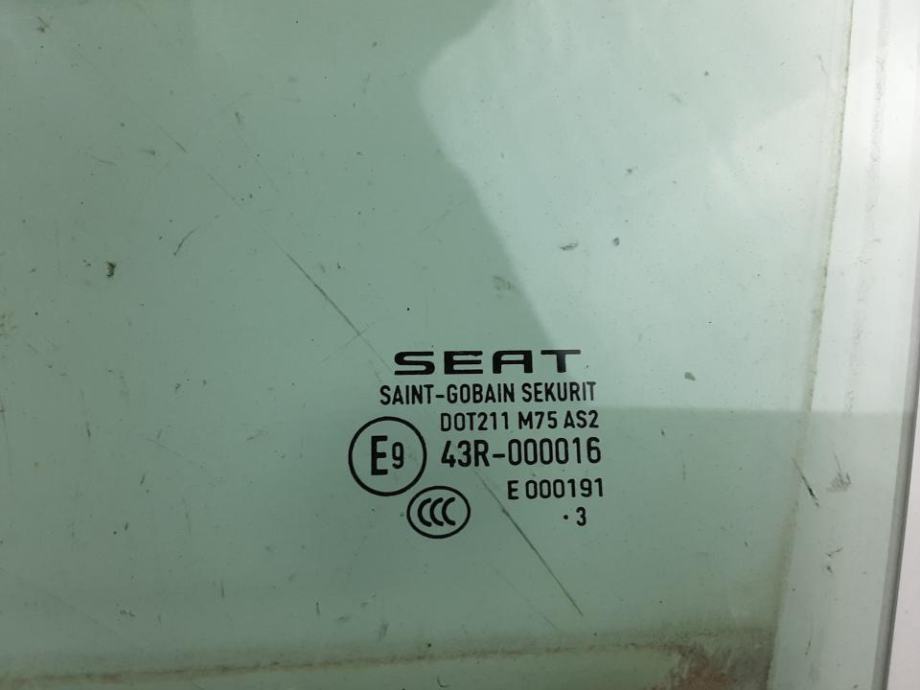 SEAT
SAINT-GOBAIN SEKURIT
DOT211 M75 AS2
E9 43R-000016
E 000191
CCC
·3